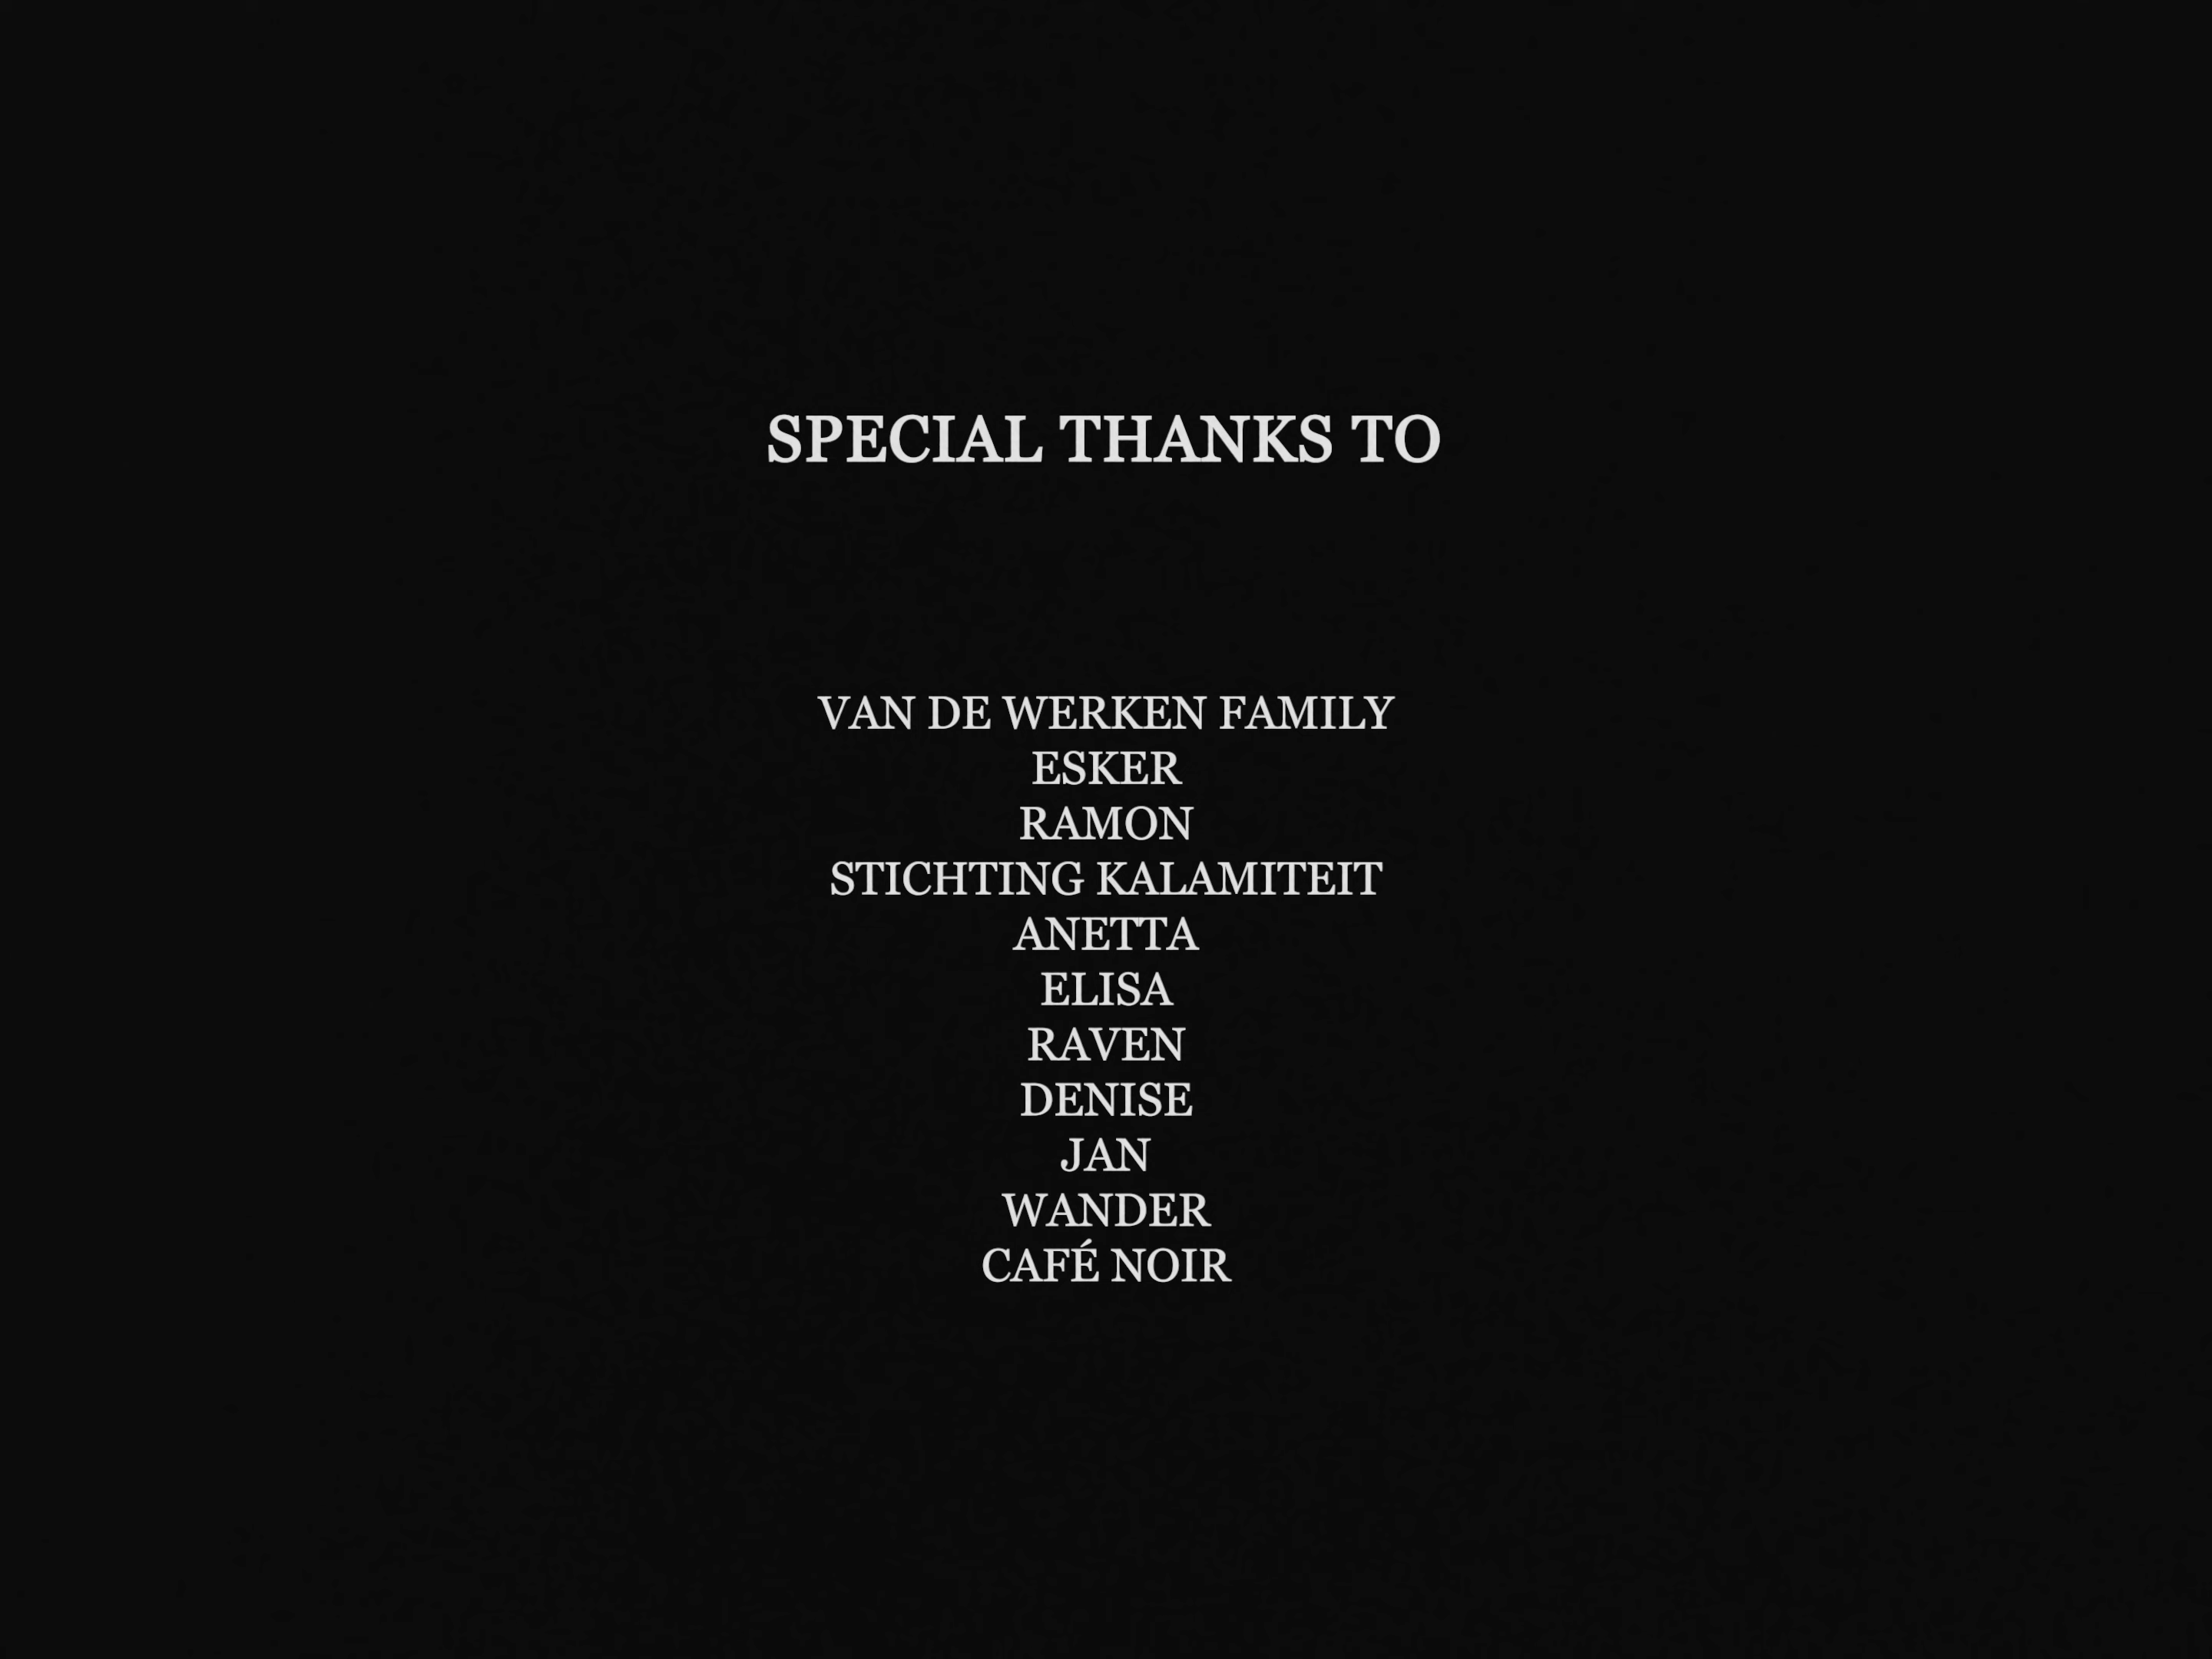 SPECIAL THANKS TO
VAN DE WERKEN FAMILY
ESKER
RAMON
STICHTING KALAMITEIT
ANETTA
ELISA
RAVEN
DENISE
JAN
WANDER
CAFÉ NOIR